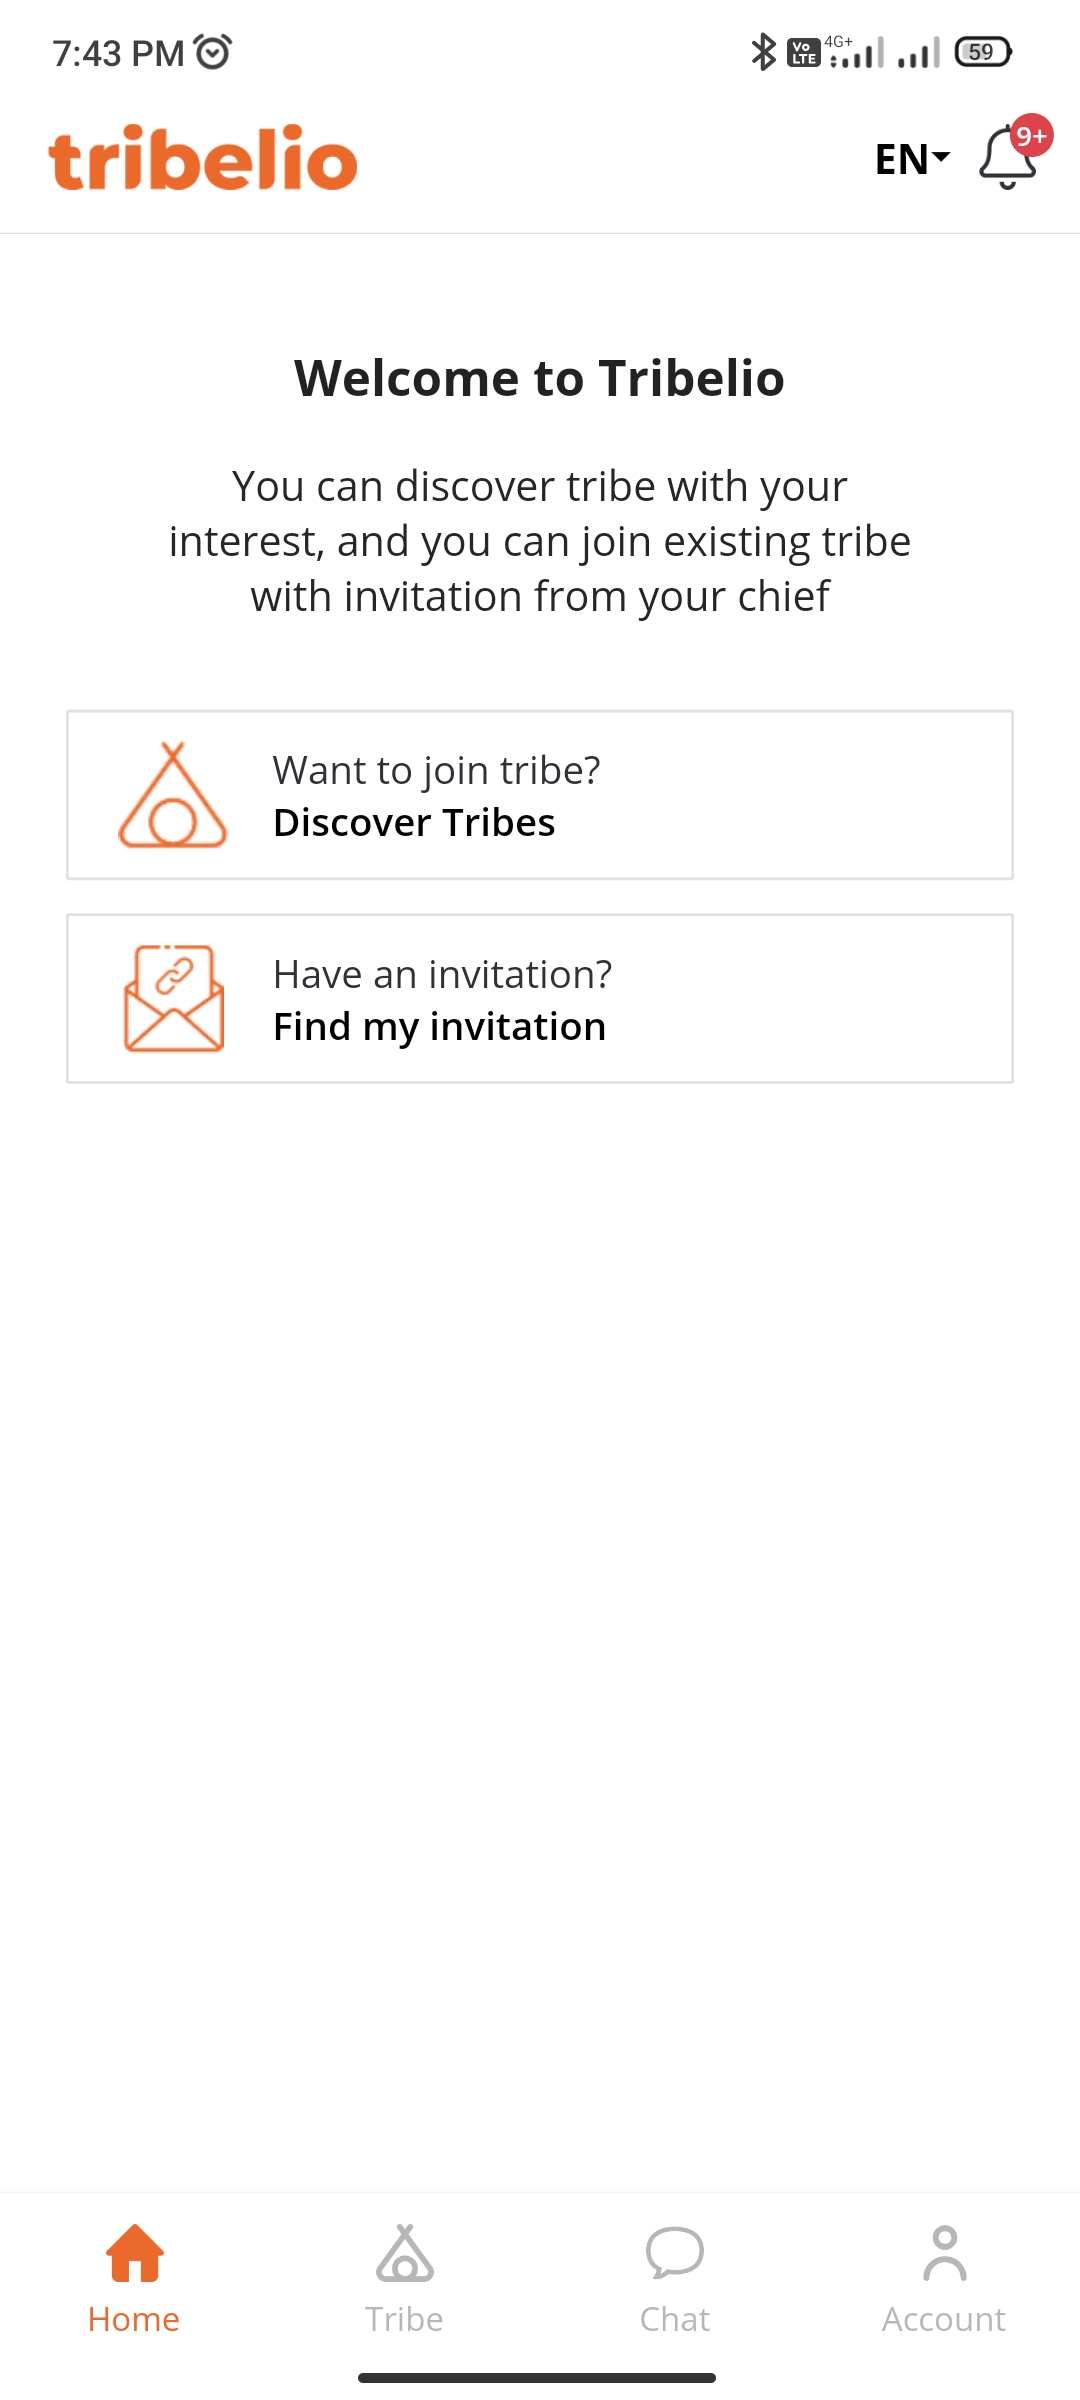 7:43 PM
Vo LTE 4G+ 59
tribelio
EN
9+
Welcome to Tribelio
You can discover tribe with your
interest, and you can join existing tribe
with invitation from your chief
Want to join tribe?
Discover Tribes
Have an invitation?
Find my invitation
Home Tribe Chat Account